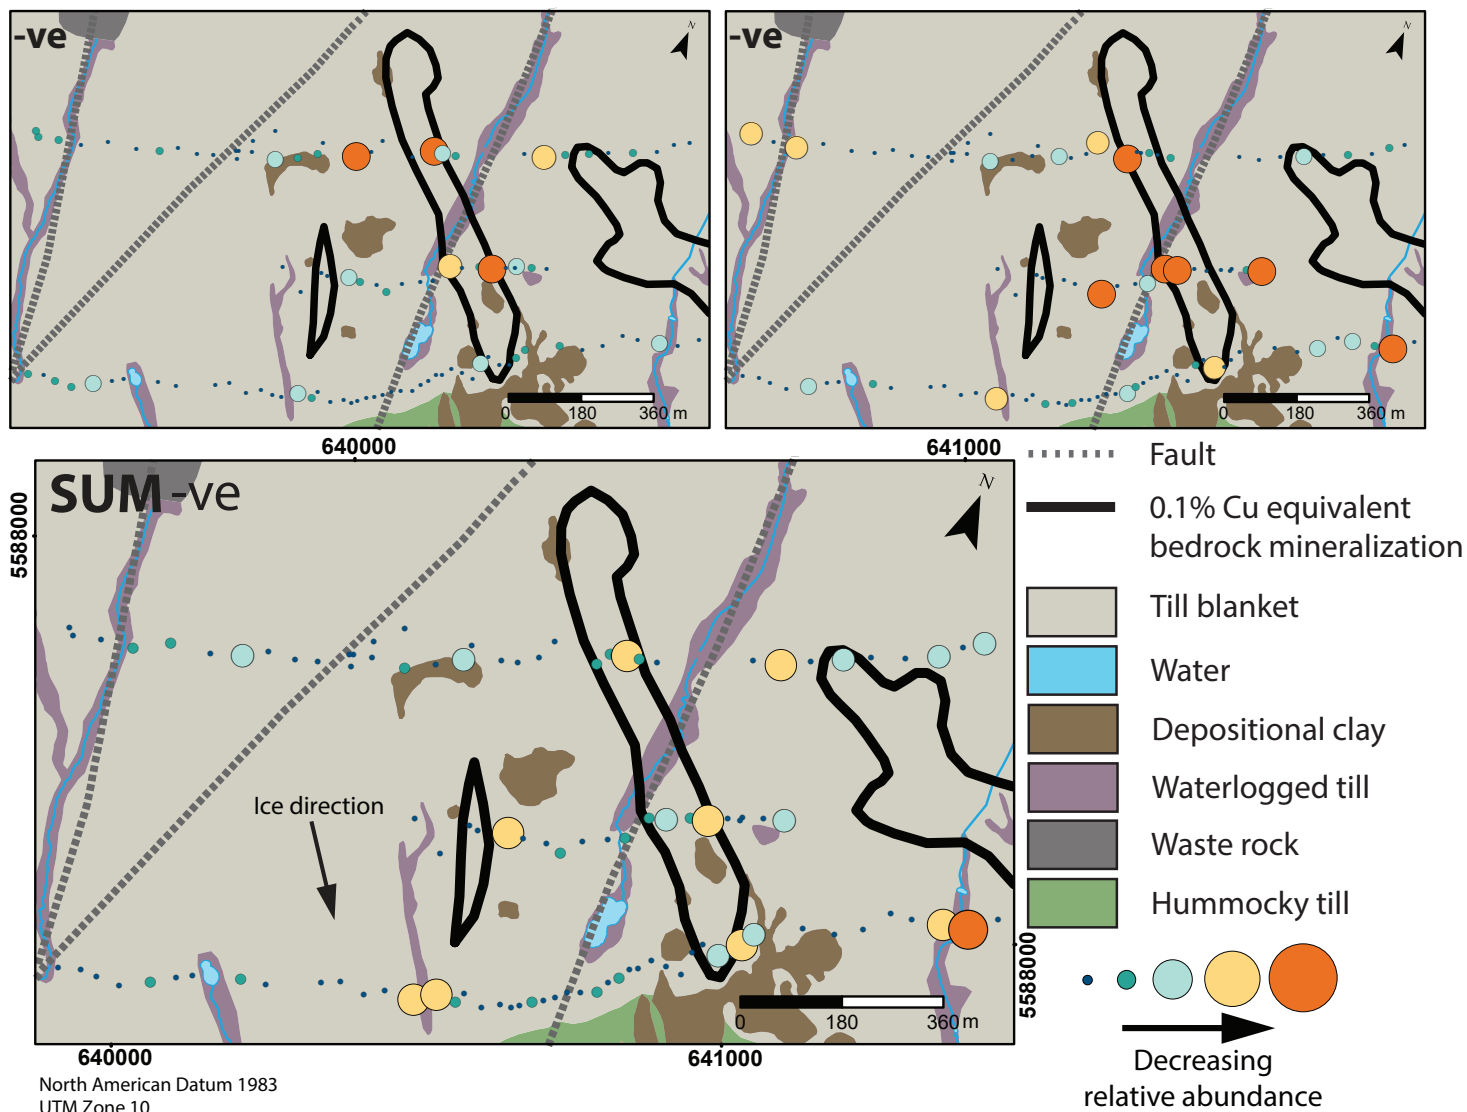 -ve
N
0 180 360 m
-ve
N
0 180 360 m
640000
641000
SUM -ve
N
5588000
Ice direction
0 180 360 m
5588000
640000
641000
North American Datum 1983
UTM Zone 10
Fault
0.1% Cu equivalent
bedrock mineralization
Till blanket
Water
Depositional clay
Waterlogged till
Waste rock
Hummocky till
Decreasing
relative abundance